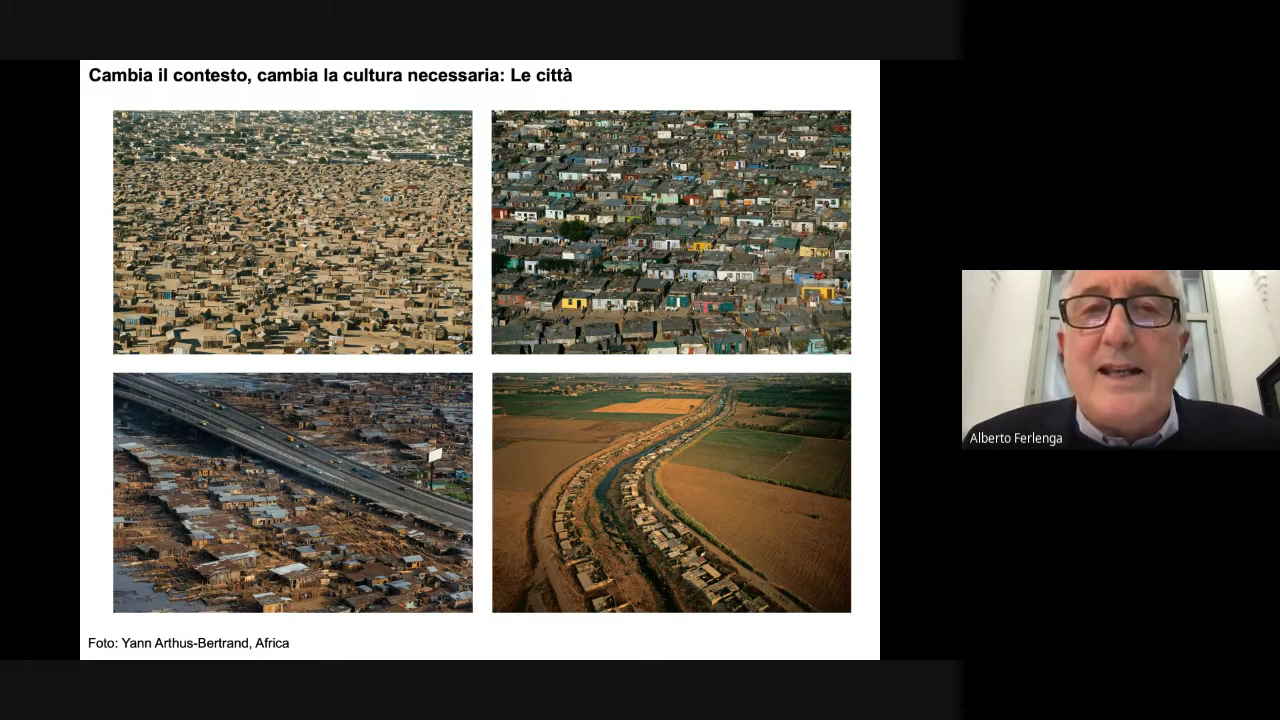 Cambia il contesto, cambia la cultura necessaria: Le città
Alberto Ferlenga
Foto: Yann Arthus-Bertrand, Africa